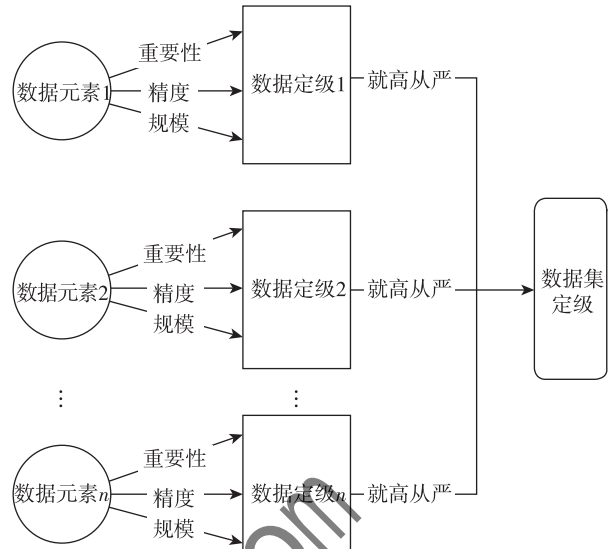 重要性
数据元素1
精度
规模
数据定级1
就高从严
重要性
数据元素2
精度
规模
数据定级2
就高从严
数据集
定级
⋮
⋮
重要性
数据元素n
精度
规模
数据定级n
就高从严
om